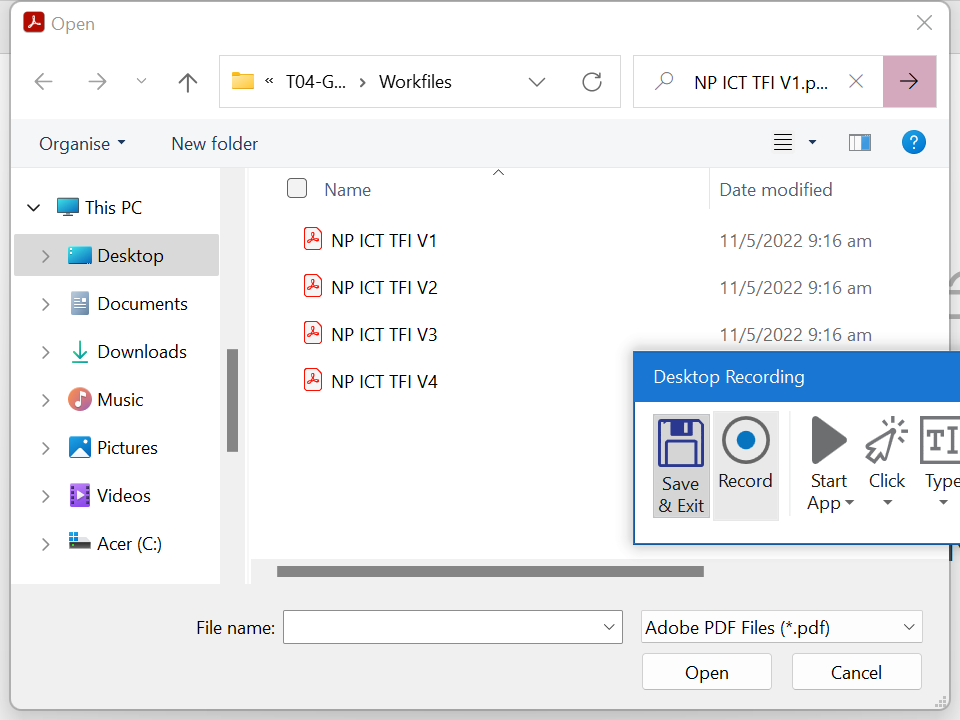 Open
« T04-G... › Workfiles
NP ICT TFI V1.p...
Organise
New folder
?
Name
Date modified
This PC
Desktop
Documents
Downloads
Music
Pictures
Videos
Acer (C:)
NP ICT TFI V1 11/5/2022 9:16 am
NP ICT TFI V2 11/5/2022 9:16 am
NP ICT TFI V3 11/5/2022 9:16 am
NP ICT TFI V4
Desktop Recording
Save
& Exit
Record
Start
App
Click
TI
Type
File name:
Adobe PDF Files (*.pdf)
Open
Cancel